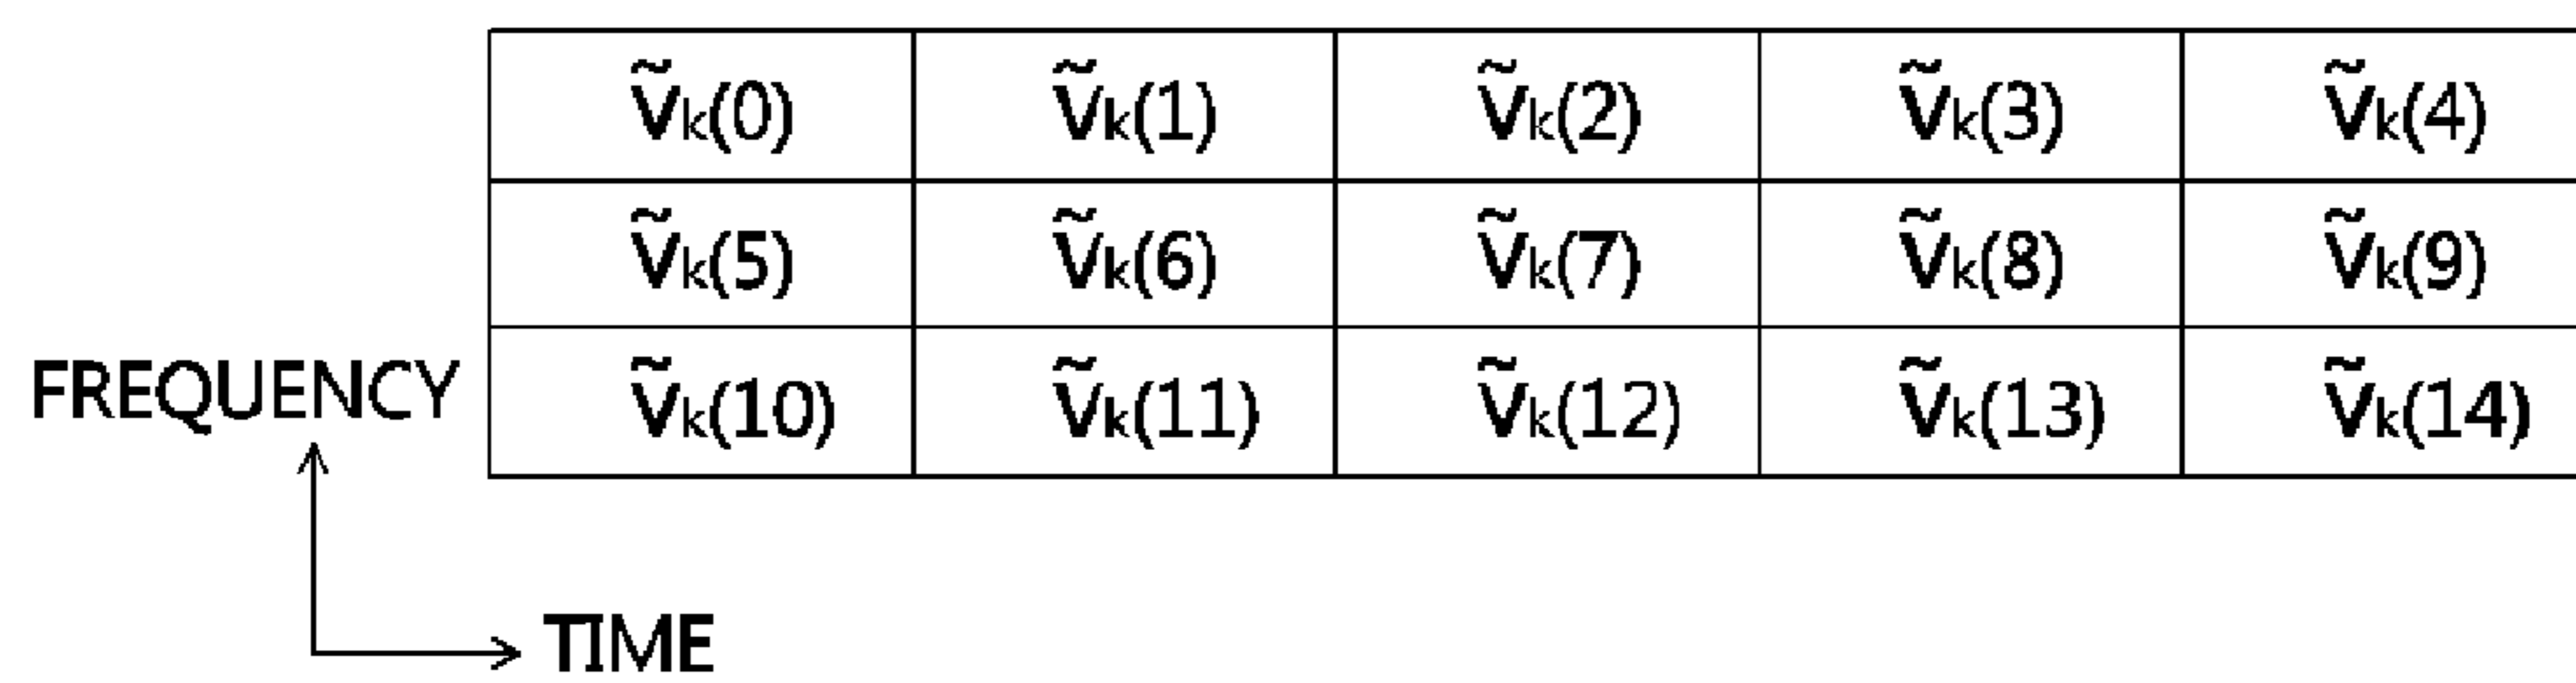 Ṽk(0) Ṽk(1) Ṽk(2) Ṽk(3) Ṽk(4)
Ṽk(5) Ṽk(6) Ṽk(7) Ṽk(8) Ṽk(9)
Ṽk(10) Ṽk(11) Ṽk(12) Ṽk(13) Ṽk(14)
FREQUENCY
TIME